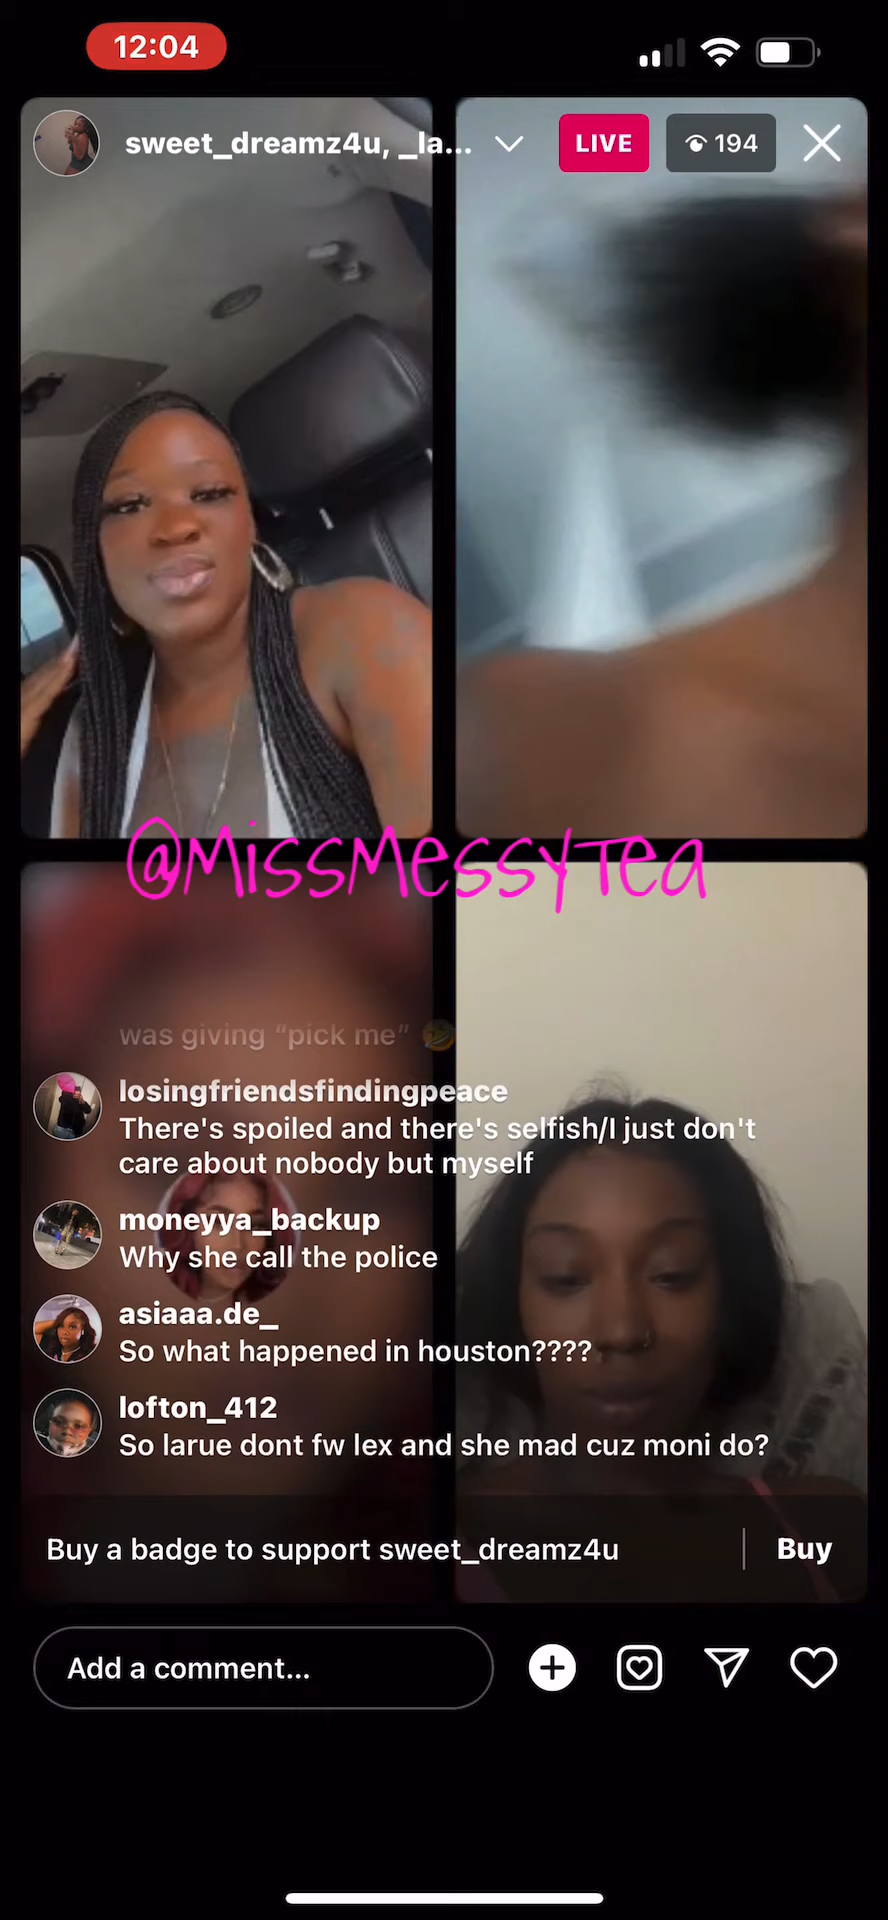 12:04
sweet_dreamz4u, _la...
LIVE
194
@MissMessyTea
was giving “pick me” 🤣
losingfriendsfindingpeace
There's spoiled and there's selfish/I just don't
care about nobody but myself
moneyya_backup
Why she call the police
asiaaa.de_
So what happened in houston????
lofton_412
So larue dont fw lex and she mad cuz moni do?
Buy a badge to support sweet_dreamz4u
Buy
Add a comment...